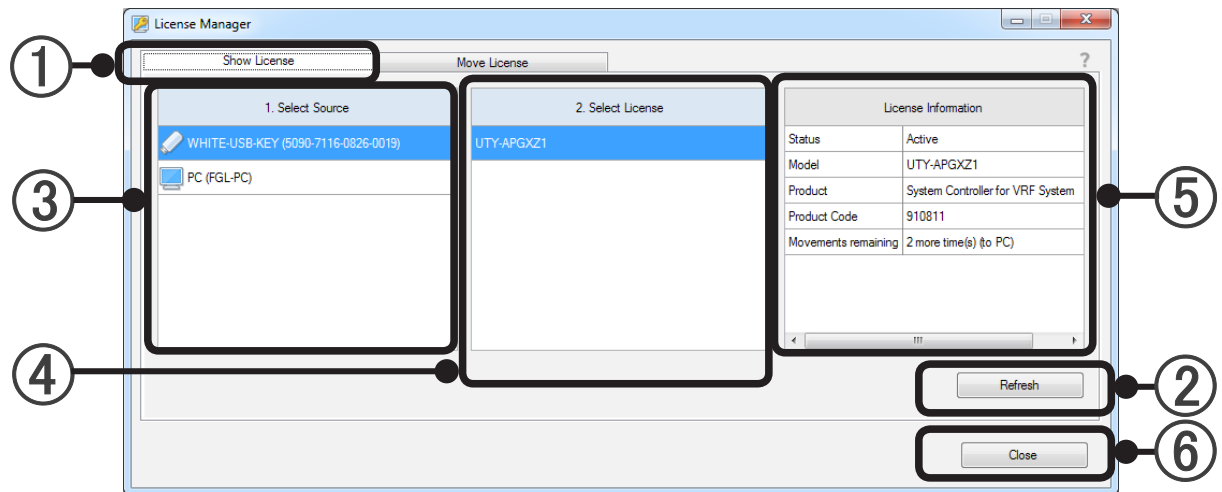 License Manager
① Show License Move License ?
1. Select Source 2. Select License License Information
WHITE-USB-KEY (5090-7116-0826-0019) UTY-APGXZ1 Status Active
PC (FGL-PC) Model UTY-APGXZ1
③ Product System Controller for VRF System ⑤
Product Code 910811
Movements remaining 2 more time(s) (to PC)
④ Refresh ②
Close ⑥